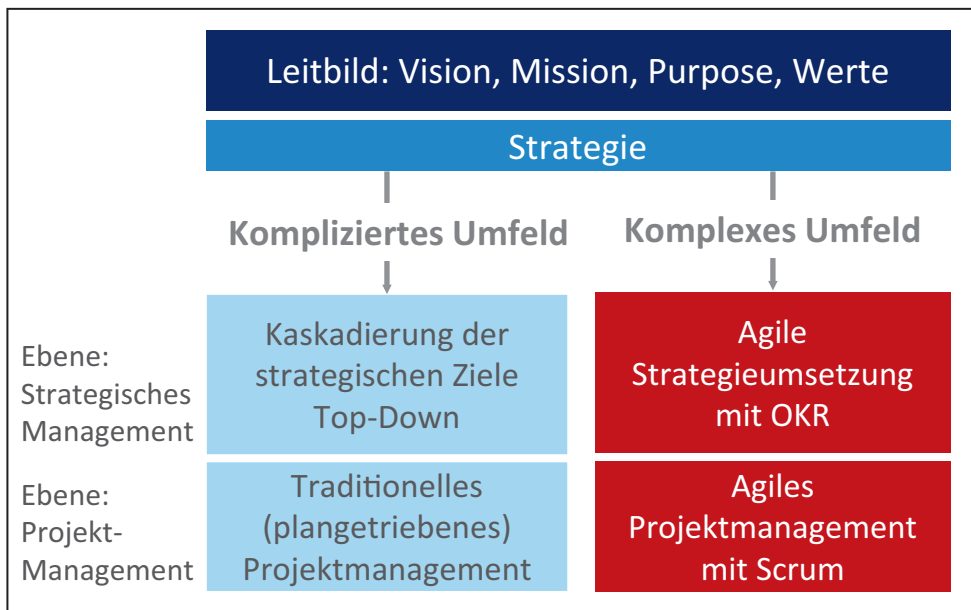 Leitbild: Vision, Mission, Purpose, Werte
Strategie
Kompliziertes Umfeld
Komplexes Umfeld
Ebene:
Strategisches
Management
Kaskadierung der
strategischen Ziele
Top-Down
Agile
Strategieumsetzung
mit OKR
Ebene:
Projekt-
Management
Traditionelles
(plangetriebenes)
Projektmanagement
Agiles
Projektmanagement
mit Scrum